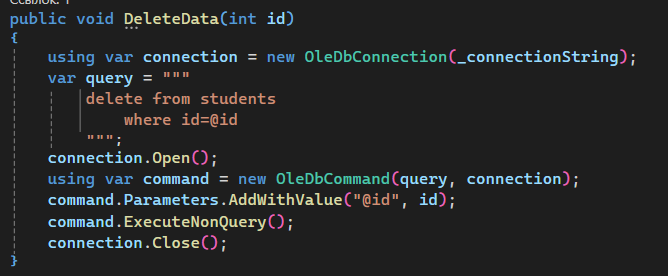 Ссылок: 1
public void DeleteData(int id)
{
    using var connection = new OleDbConnection(_connectionString);
    var query = """
        delete from students
            where id=@id
        """;
    connection.Open();
    using var command = new OleDbCommand(query, connection);
    command.Parameters.AddWithValue("@id", id);
    command.ExecuteNonQuery();
    connection.Close();
}